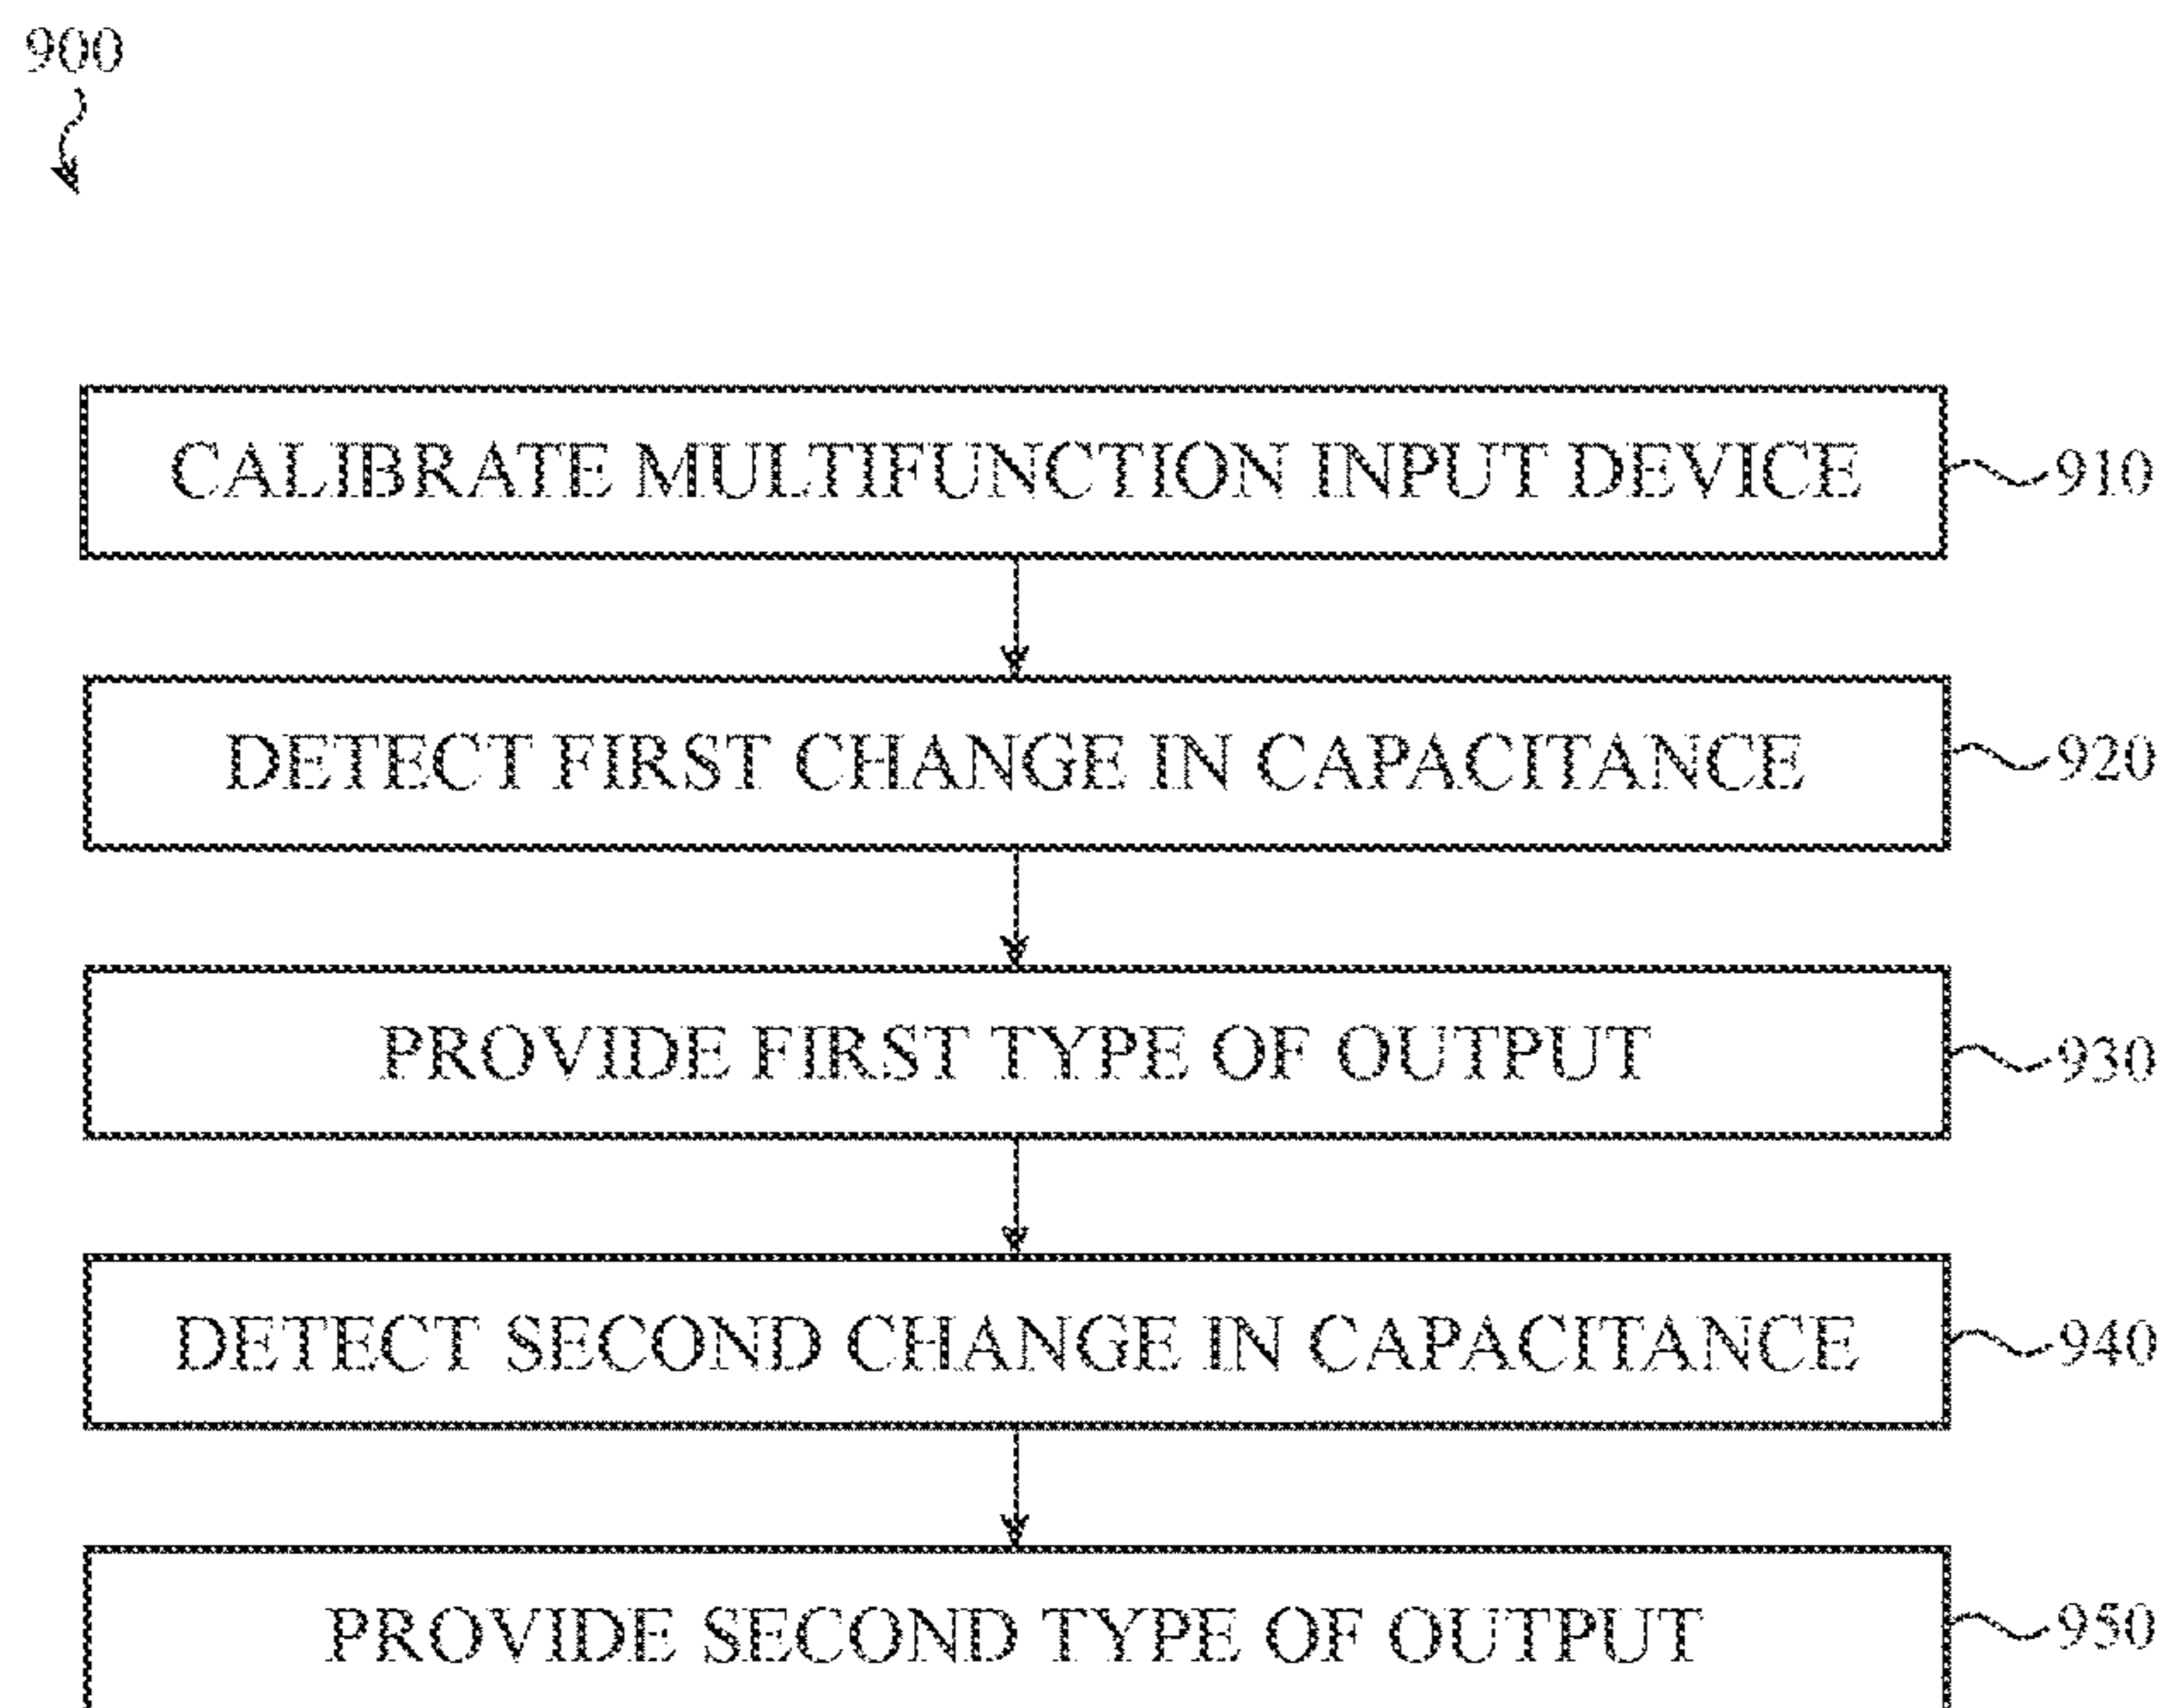 900
CALIBRATE MULTIFUNCTION INPUT DEVICE
910
DETECT FIRST CHANGE IN CAPACITANCE
920
PROVIDE FIRST TYPE OF OUTPUT
930
DETECT SECOND CHANGE IN CAPACITANCE
940
PROVIDE SECOND TYPE OF OUTPUT
950